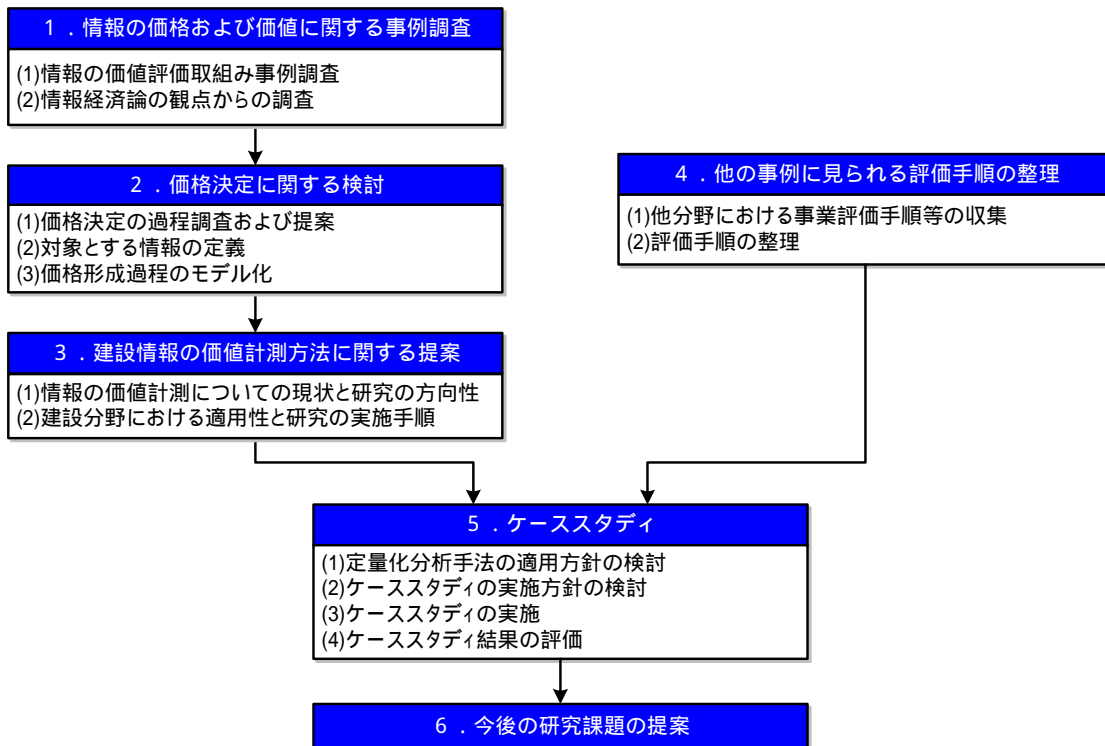 1．情報の価格および価値に関する事例調査
(1)情報の価値評価取組み事例調査
(2)情報経済論の観点からの調査
2．価格決定に関する検討
(1)価格決定の過程調査および提案
(2)対象とする情報の定義
(3)価格形成過程のモデル化
3．建設情報の価値計測方法に関する提案
(1)情報の価値計測についての現状と研究の方向性
(2)建設分野における適用性と研究の実施手順
4．他の事例に見られる評価手順の整理
(1)他分野における事業評価手順等の収集
(2)評価手順の整理
5．ケーススタディ
(1)定量化分析手法の適用方針の検討
(2)ケーススタディの実施方針の検討
(3)ケーススタディの実施
(4)ケーススタディ結果の評価
6．今後の研究課題の提案